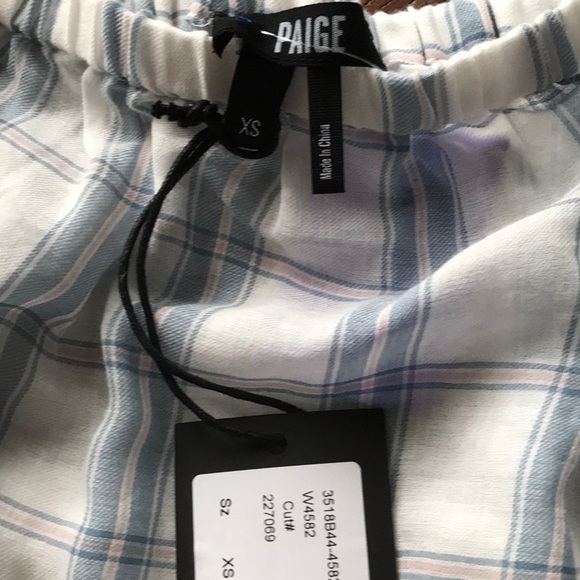 PAIGE
XS
Made In China
3518B44-458
W4582
Cut#
227069
Sz XS